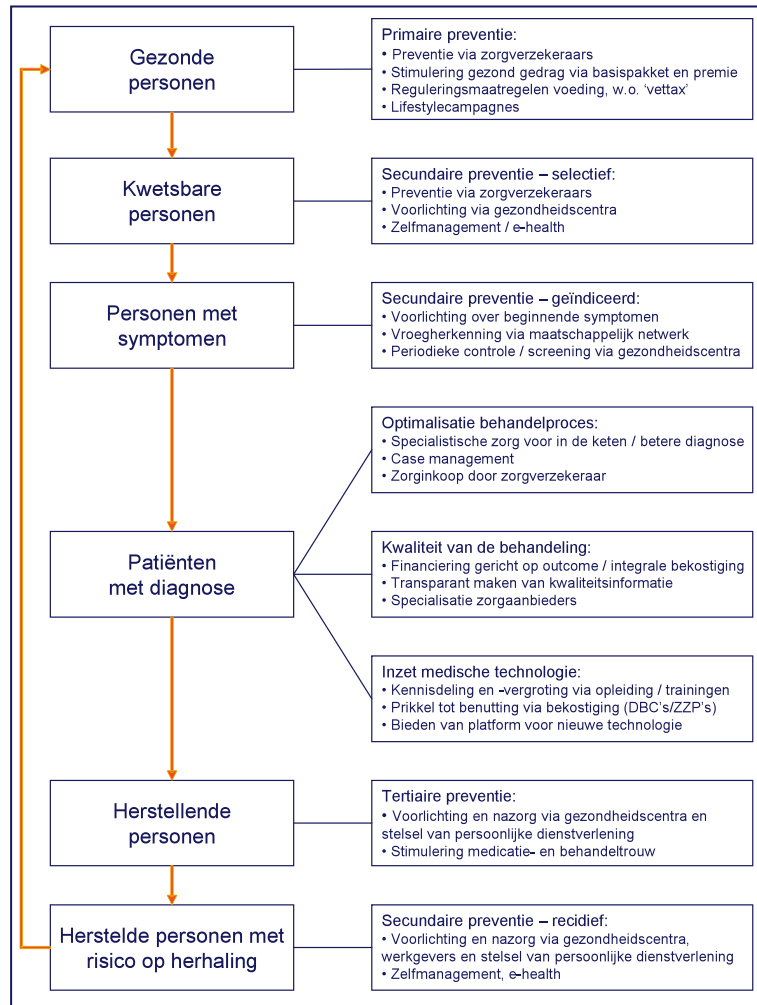 Gezonde
personen
Primaire preventie:
• Preventie via zorgverzekeraars
• Stimulering gezond gedrag via basispakket en premie
• Reguleringsmaatregelen voeding, w.o. ‘vettax’
• Lifestylecampagnes
Kwetsbare
personen
Secundaire preventie – selectief:
• Preventie via zorgverzekeraars
• Voorlichting via gezondheidscentra
• Zelfmanagement / e-health
Personen met
symptomen
Secundaire preventie – geïndiceerd:
• Voorlichting over beginnende symptomen
• Vroegherkenning via maatschappelijk netwerk
• Periodieke controle / screening via gezondheidscentra
Patiënten
met diagnose
Optimalisatie behandelproces:
• Specialistische zorg voor in de keten / betere diagnose
• Case management
• Zorginkoop door zorgverzekeraar
Kwaliteit van de behandeling:
• Financiering gericht op outcome / integrale bekostiging
• Transparant maken van kwaliteitsinformatie
• Specialisatie zorgaanbieders
Inzet medische technologie:
• Kennisdeling en -vergroting via opleiding / trainingen
• Prikkel tot benutting via bekostiging (DBC’s/ZZP’s)
• Bieden van platform voor nieuwe technologie
Herstellende
personen
Tertiaire preventie:
• Voorlichting en nazorg via gezondheidscentra en
stelsel van persoonlijke dienstverlening
• Stimulering medicatie- en behandeltrouw
Herstelde personen met
risico op herhaling
Secundaire preventie – recidief:
• Voorlichting en nazorg via gezondheidscentra,
werkgevers en stelsel van persoonlijke dienstverlening
• Zelfmanagement, e-health